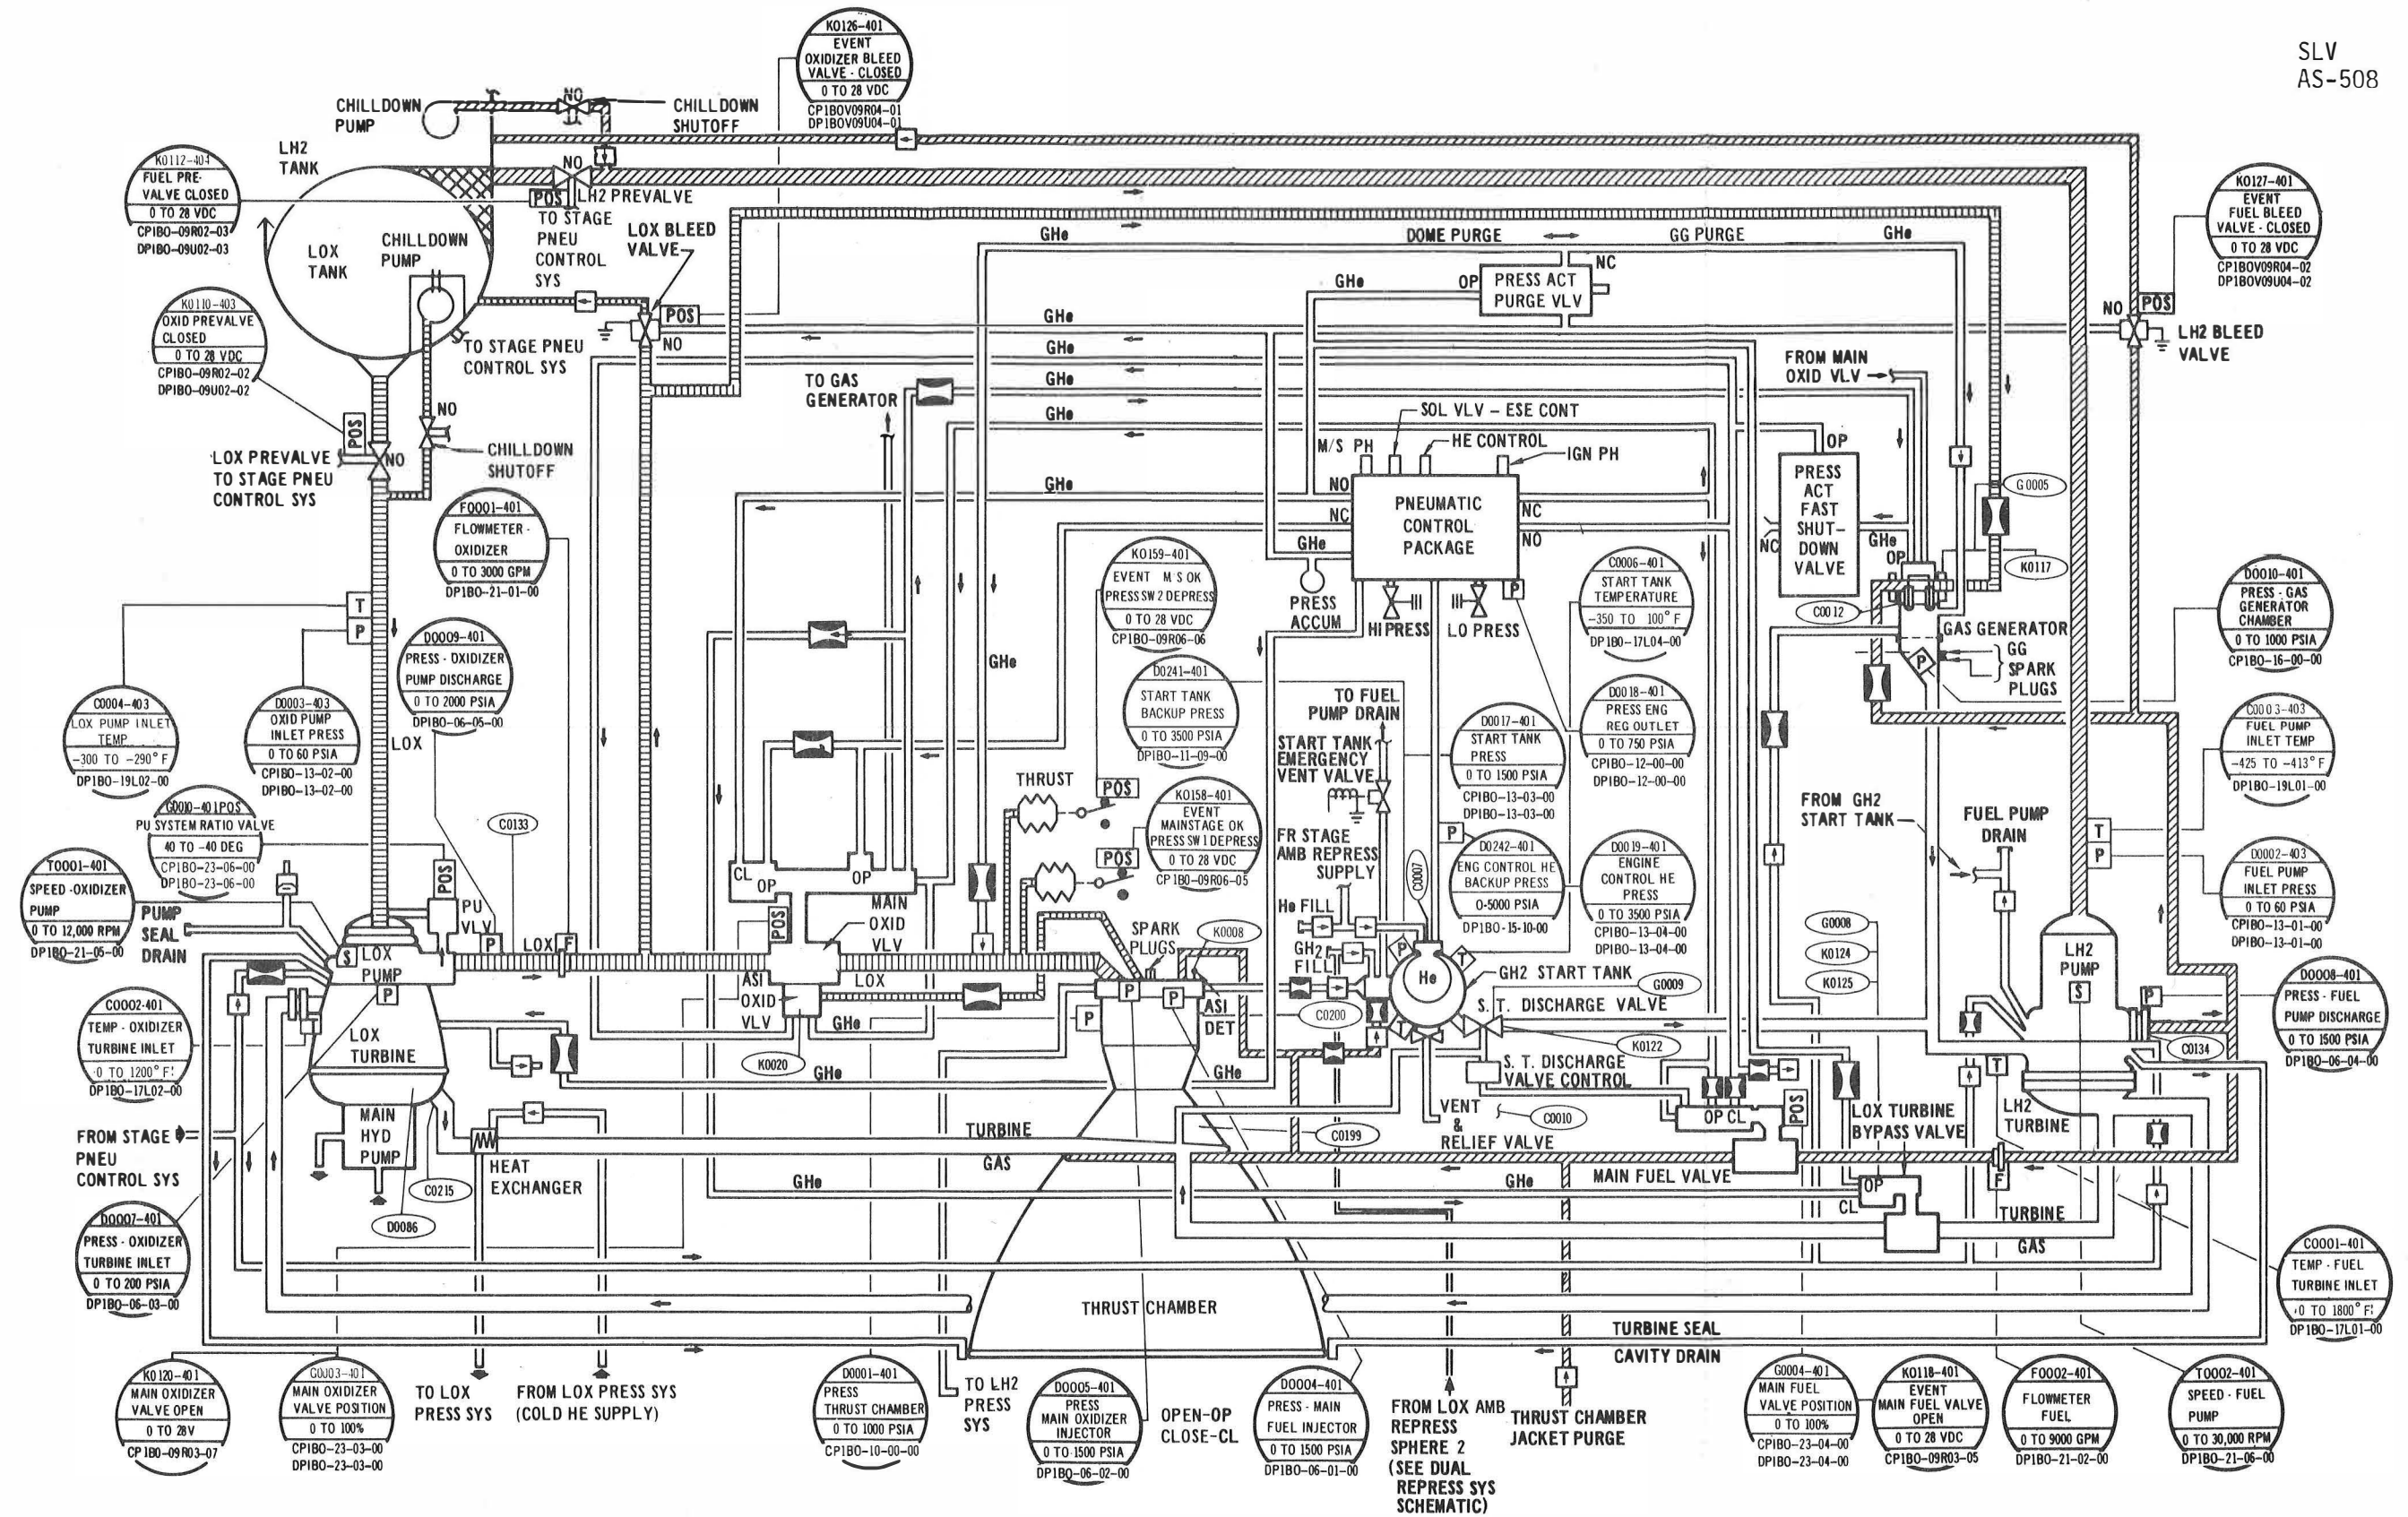 SLV
AS-508
K0126-401
EVENT
OXIDIZER BLEED
VALVE - CLOSED
0 TO 28 VDC
CP1BOV09R04-01
DP1BOV09U04-01
CHILLDOWN
PUMP
NO
CHILLDOWN
SHUTOFF
LH2
TANK
K0112-404
FUEL PRE-
VALVE CLOSED
0 TO 28 VDC
CP1BO-09R02-03
DP1BO-09U02-03
NO
POS
LH2 PREVALVE
TO STAGE
PNEU
CONTROL
SYS
LOX
TANK
CHILLDOWN
PUMP
LOX BLEED
VALVE
POS
NO
K0110-403
OXID PREVALVE
CLOSED
0 TO 28 VDC
CP1BO-09R02-02
DP1BO-09U02-02
TO STAGE PNEU
CONTROL SYS
POS
NO
NO
CHILLDOWN
SHUTOFF
LOX PREVALVE
TO STAGE PNEU
CONTROL SYS
GHe
DOME PURGE
GG PURGE
GHe
K0127-401
EVENT
FUEL BLEED
VALVE - CLOSED
0 TO 28 VDC
CP1BOV09R04-02
DP1BOV09U04-02
GHe
OP
PRESS ACT
PURGE VLV
NC
NO
POS
LH2 BLEED
VALVE
GHe
GHe
GHe
GHe
TO GAS
GENERATOR
FROM MAIN
OXID VLV
SOL VLV - ESE CONT
M/S PH
HE CONTROL
IGN PH
NO
NC
PNEUMATIC
CONTROL
PACKAGE
NC
NO
GHe
GHe
PRESS
ACCUM
HI PRESS
LO PRESS
P
OP
PRESS
ACT
FAST
SHUT-
DOWN
VALVE
NC
GHe
OP
G0005
K0117
C0012
GAS GENERATOR
GG
SPARK
PLUGS
P
D0010-401
PRESS - GAS
GENERATOR
CHAMBER
0 TO 1000 PSIA
CP1BO-16-00-00
F0001-401
FLOWMETER -
OXIDIZER
0 TO 3000 GPM
DP1BO-21-01-00
T
P
D0009-401
PRESS - OXIDIZER
PUMP DISCHARGE
0 TO 2000 PSIA
DP1BO-06-05-00
C0004-403
LOX PUMP INLET
TEMP
-300 TO -290° F
DP1BO-19L02-00
D0003-403
OXID PUMP
INLET PRESS
0 TO 60 PSIA
CP1BO-13-02-00
DP1BO-13-02-00
LOX
GHe
K0159-401
EVENT M S OK
PRESS SW 2 DEPRESS
0 TO 28 VDC
CP1BO-09R06-06
C0006-401
START TANK
TEMPERATURE
-350 TO 100° F
DP1BO-17L04-00
D0241-401
START TANK
BACKUP PRESS
0 TO 3500 PSIA
DP1BO-11-09-00
TO FUEL
PUMP DRAIN
START TANK
EMERGENCY
VENT VALVE
D0017-401
START TANK
PRESS
0 TO 1500 PSIA
CP1BO-13-03-00
DP1BO-13-03-00
D0018-401
PRESS ENG
REG OUTLET
0 TO 750 PSIA
CP1BO-12-00-00
DP1BO-12-00-00
C0003-403
FUEL PUMP
INLET TEMP
-425 TO -413° F
DP1BO-19L01-00
G0010-401 POS
PU SYSTEM RATIO VALVE
40 TO -40 DEG
CP1BO-23-06-00
DP1BO-23-06-00
C0133
THRUST
POS
POS
K0158-401
EVENT
MAINSTAGE OK
PRESS SW 1 DEPRESS
0 TO 28 VDC
CP1B0-09R06-05
FR STAGE
AMB REPRESS
SUPPLY
P
C0007
D0242-401
ENG CONTROL HE
BACKUP PRESS
0-5000 PSIA
DP1BO-15-10-00
D0019-401
ENGINE
CONTROL HE
PRESS
0 TO 3500 PSIA
CP1BO-13-04-00
DP1BO-13-04-00
FROM GH2
START TANK
FUEL PUMP
DRAIN
T
P
D0002-403
FUEL PUMP
INLET PRESS
0 TO 60 PSIA
CP1BO-13-01-00
DP1BO-13-01-00
T0001-401
SPEED - OXIDIZER
PUMP
0 TO 12,000 RPM
DP1BO-21-05-00
PUMP
SEAL
DRAIN
POS
PU
VLV
P
LOX
F
S
LOX
PUMP
P
LOX
TURBINE
MAIN
HYD
PUMP
CL
OP
OP
POS
MAIN
OXID
VLV
LOX
ASI
OXID
VLV
GHe
K0020
SPARK
PLUGS
K0008
P
P
P
ASI
DET
He FILL
GH2
FILL
P
T
He
T
GH2 START TANK
G0009
S. T. DISCHARGE VALVE
C0200
K0122
S. T. DISCHARGE
VALVE CONTROL
VENT
&
RELIEF VALVE
C0010
C0199
G0008
K0124
K0125
LH2
PUMP
S
P
C0134
D0008-401
PRESS - FUEL
PUMP DISCHARGE
0 TO 1500 PSIA
DP1BO-06-04-00
C0002-401
TEMP - OXIDIZER
TURBINE INLET
0 TO 1200° F
DP1BO-17L02-00
GHe
GHe
OP CL
POS
LOX TURBINE
BYPASS VALVE
T
LH2
TURBINE
FROM STAGE
PNEU
CONTROL SYS
C0215
D0086
HEAT
EXCHANGER
TURBINE
GAS
GHe
GHe
MAIN FUEL VALVE
OP
CL
F
TURBINE
GAS
D0007-401
PRESS - OXIDIZER
TURBINE INLET
0 TO 200 PSIA
DP1BO-06-03-00
C0001-401
TEMP - FUEL
TURBINE INLET
0 TO 1800° F
DP1BO-17L01-00
THRUST CHAMBER
TURBINE SEAL
CAVITY DRAIN
K0120-401
MAIN OXIDIZER
VALVE OPEN
0 TO 28V
CP1BO-09R03-07
G0003-401
MAIN OXIDIZER
VALVE POSITION
0 TO 100%
CP1BO-23-03-00
DP1BO-23-03-00
TO LOX
PRESS SYS
FROM LOX PRESS SYS
(COLD HE SUPPLY)
D0001-401
PRESS
THRUST CHAMBER
0 TO 1000 PSIA
CP1BO-10-00-00
TO LH2
PRESS
SYS
D0005-401
PRESS
MAIN OXIDIZER
INJECTOR
0 TO 1500 PSIA
DP1BO-06-02-00
OPEN-OP
CLOSE-CL
D0004-401
PRESS - MAIN
FUEL INJECTOR
0 TO 1500 PSIA
DP1BO-06-01-00
FROM LOX AMB
REPRESS
SPHERE 2
(SEE DUAL
REPRESS SYS
SCHEMATIC)
THRUST CHAMBER
JACKET PURGE
G0004-401
MAIN FUEL
VALVE POSITION
0 TO 100%
CP1BO-23-04-00
DP1BO-23-04-00
K0118-401
EVENT
MAIN FUEL VALVE
OPEN
0 TO 28 VDC
CP1BO-09R03-05
F0002-401
FLOWMETER
FUEL
0 TO 9000 GPM
DP1BO-21-02-00
T0002-401
SPEED - FUEL
PUMP
0 TO 30,000 RPM
DP1BO-21-06-00